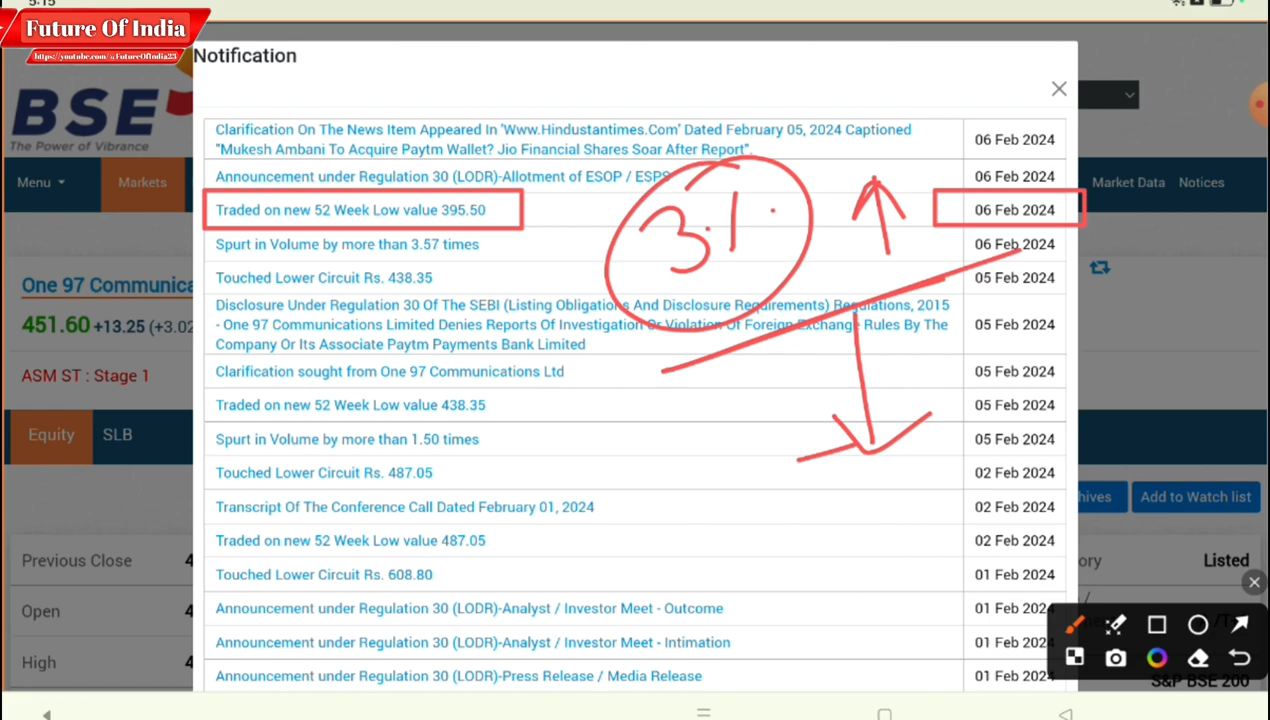 5:15
Future Of India
https://youtube.com/@FutureOfIndia23
Notification
BSE
The Power of Vibrance
Menu
Markets
Market Data
Notices
Clarification On The News Item Appeared In 'Www.Hindustantimes.Com' Dated February 05, 2024 Captioned
"Mukesh Ambani To Acquire Paytm Wallet? Jio Financial Shares Soar After Report".
06 Feb 2024
Announcement under Regulation 30 (LODR)-Allotment of ESOP / ESPS
06 Feb 2024
Traded on new 52 Week Low value 395.50
06 Feb 2024
Spurt in Volume by more than 3.57 times
06 Feb 2024
Touched Lower Circuit Rs. 438.35
05 Feb 2024
Disclosure Under Regulation 30 Of The SEBI (Listing Obligations And Disclosure Requirements) Regulations, 2015
- One 97 Communications Limited Denies Reports Of Investigation Or Violation Of Foreign Exchange Rules By The
Company Or Its Associate Paytm Payments Bank Limited
05 Feb 2024
Clarification sought from One 97 Communications Ltd
05 Feb 2024
Traded on new 52 Week Low value 438.35
05 Feb 2024
Spurt in Volume by more than 1.50 times
05 Feb 2024
Touched Lower Circuit Rs. 487.05
02 Feb 2024
Transcript Of The Conference Call Dated February 01, 2024
02 Feb 2024
Traded on new 52 Week Low value 487.05
02 Feb 2024
Touched Lower Circuit Rs. 608.80
01 Feb 2024
Announcement under Regulation 30 (LODR)-Analyst / Investor Meet - Outcome
01 Feb 2024
Announcement under Regulation 30 (LODR)-Analyst / Investor Meet - Intimation
01 Feb 2024
Announcement under Regulation 30 (LODR)-Press Release / Media Release
01 Feb 2024
3.1
One 97 Communica
451.60 +13.25 (+3.02
ASM ST : Stage 1
Equity
SLB
hives
Add to Watch list
Previous Close 4
Open 4
High 4
ory
Listed
S&P BSE 200